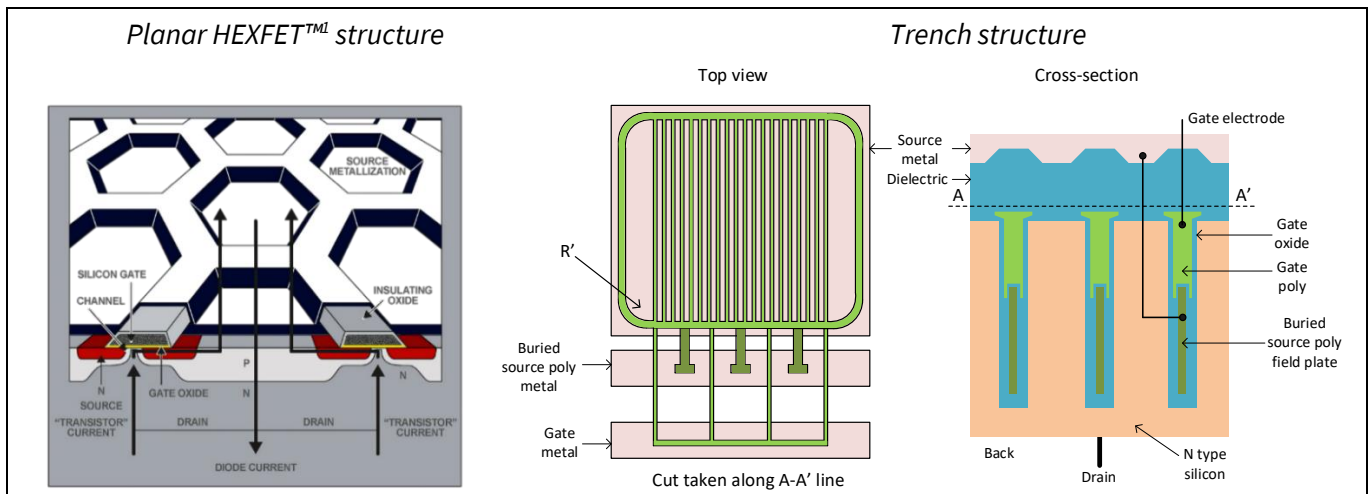 Planar HEXFET™¹ structure
SOURCE
METALLIZATION
SILICON GATE
CHANNEL
INSULATING
OXIDE
N
SOURCE
GATE OXIDE
P
N
N
"TRANSISTOR"
CURRENT
DRAIN
DRAIN
"TRANSISTOR"
CURRENT
DIODE CURRENT
Trench structure
Top view
R'
Buried
source poly
metal
Gate
metal
Cut taken along A-A' line
Cross-section
Gate electrode
Source
metal
Dielectric
A
A'
Gate
oxide
Gate
poly
Buried
source poly
field plate
Back
Drain
N type
silicon